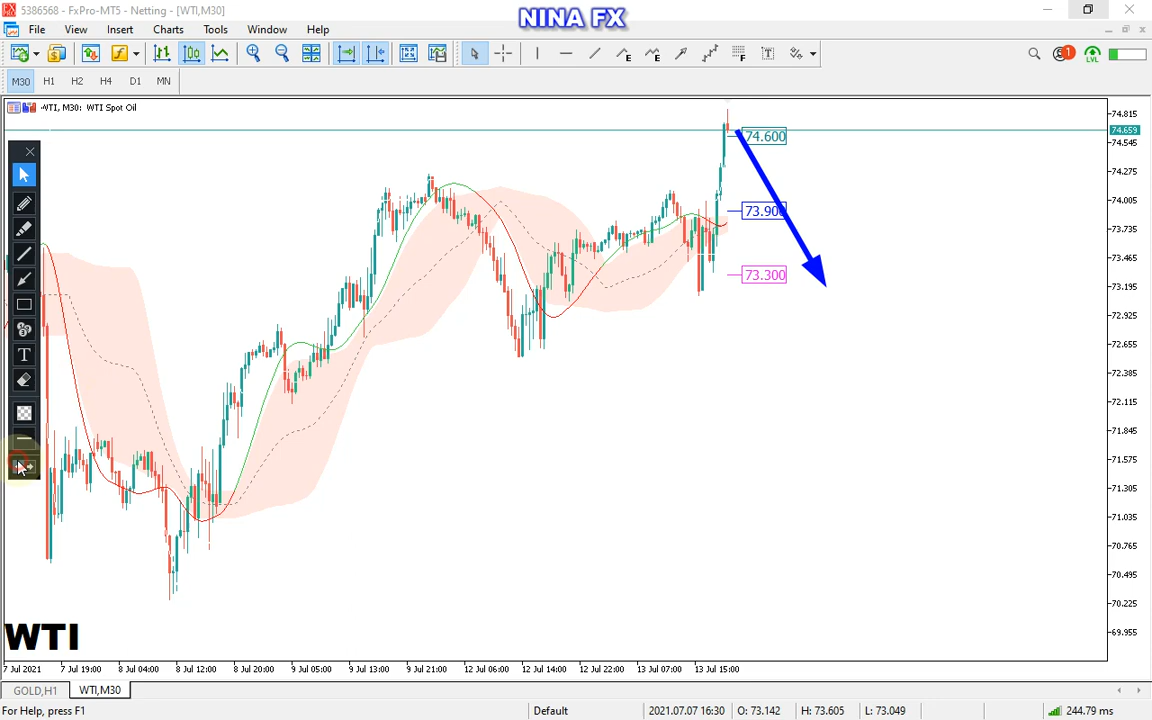 5386568 - FxPro-MT5 - Netting - [WTI,M30]
NINA FX
File View Insert Charts Tools Window Help
M30 H1 H2 H4 D1 MN
WTI, M30: WTI Spot Oil
74.815
74.659
74.600
74.545
74.275
73.900
74.005
73.735
73.465
73.300
73.195
72.925
72.655
72.385
72.115
71.845
71.575
71.305
71.035
70.765
70.495
70.225
69.955
WTI
7 Jul 2021 7 Jul 19:00 8 Jul 04:00 8 Jul 12:00 8 Jul 20:00 9 Jul 05:00 9 Jul 13:00 9 Jul 21:00 12 Jul 06:00 12 Jul 14:00 12 Jul 22:00 13 Jul 07:00 13 Jul 15:00
GOLD,H1 WTI,M30
For Help, press F1 Default 2021.07.07 16:30 O: 73.142 H: 73.605 L: 73.049 244.79 ms